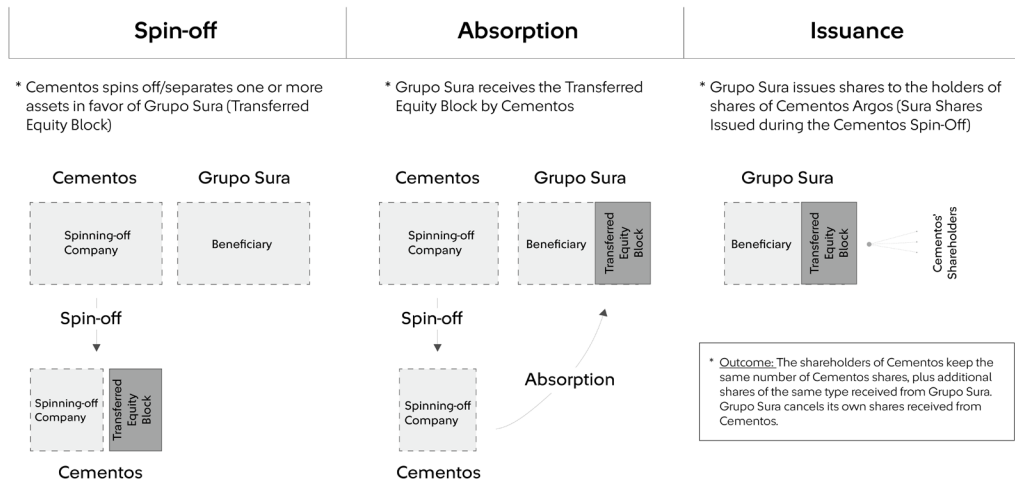 Spin-off
* Cementos spins off/separates one or more
assets in favor of Grupo Sura (Transferred
Equity Block)
Cementos
Grupo Sura
Spinning-off
Company
Beneficiary
Spin-off
Spinning-off
Company
Transferred
Equity
Block
Cementos
Absorption
* Grupo Sura receives the Transferred
Equity Block by Cementos
Cementos
Grupo Sura
Spinning-off
Company
Beneficiary
Transferred
Equity
Block
Spin-off
Spinning-off
Company
Absorption
Cementos
Issuance
* Grupo Sura issues shares to the holders of
shares of Cementos Argos (Sura Shares
Issued during the Cementos Spin-Off)
Grupo Sura
Beneficiary
Transferred
Equity
Block
Cementos'
Shareholders
* Outcome: The shareholders of Cementos keep the
same number of Cementos shares, plus additional
shares of the same type received from Grupo Sura.
Grupo Sura cancels its own shares received from
Cementos.